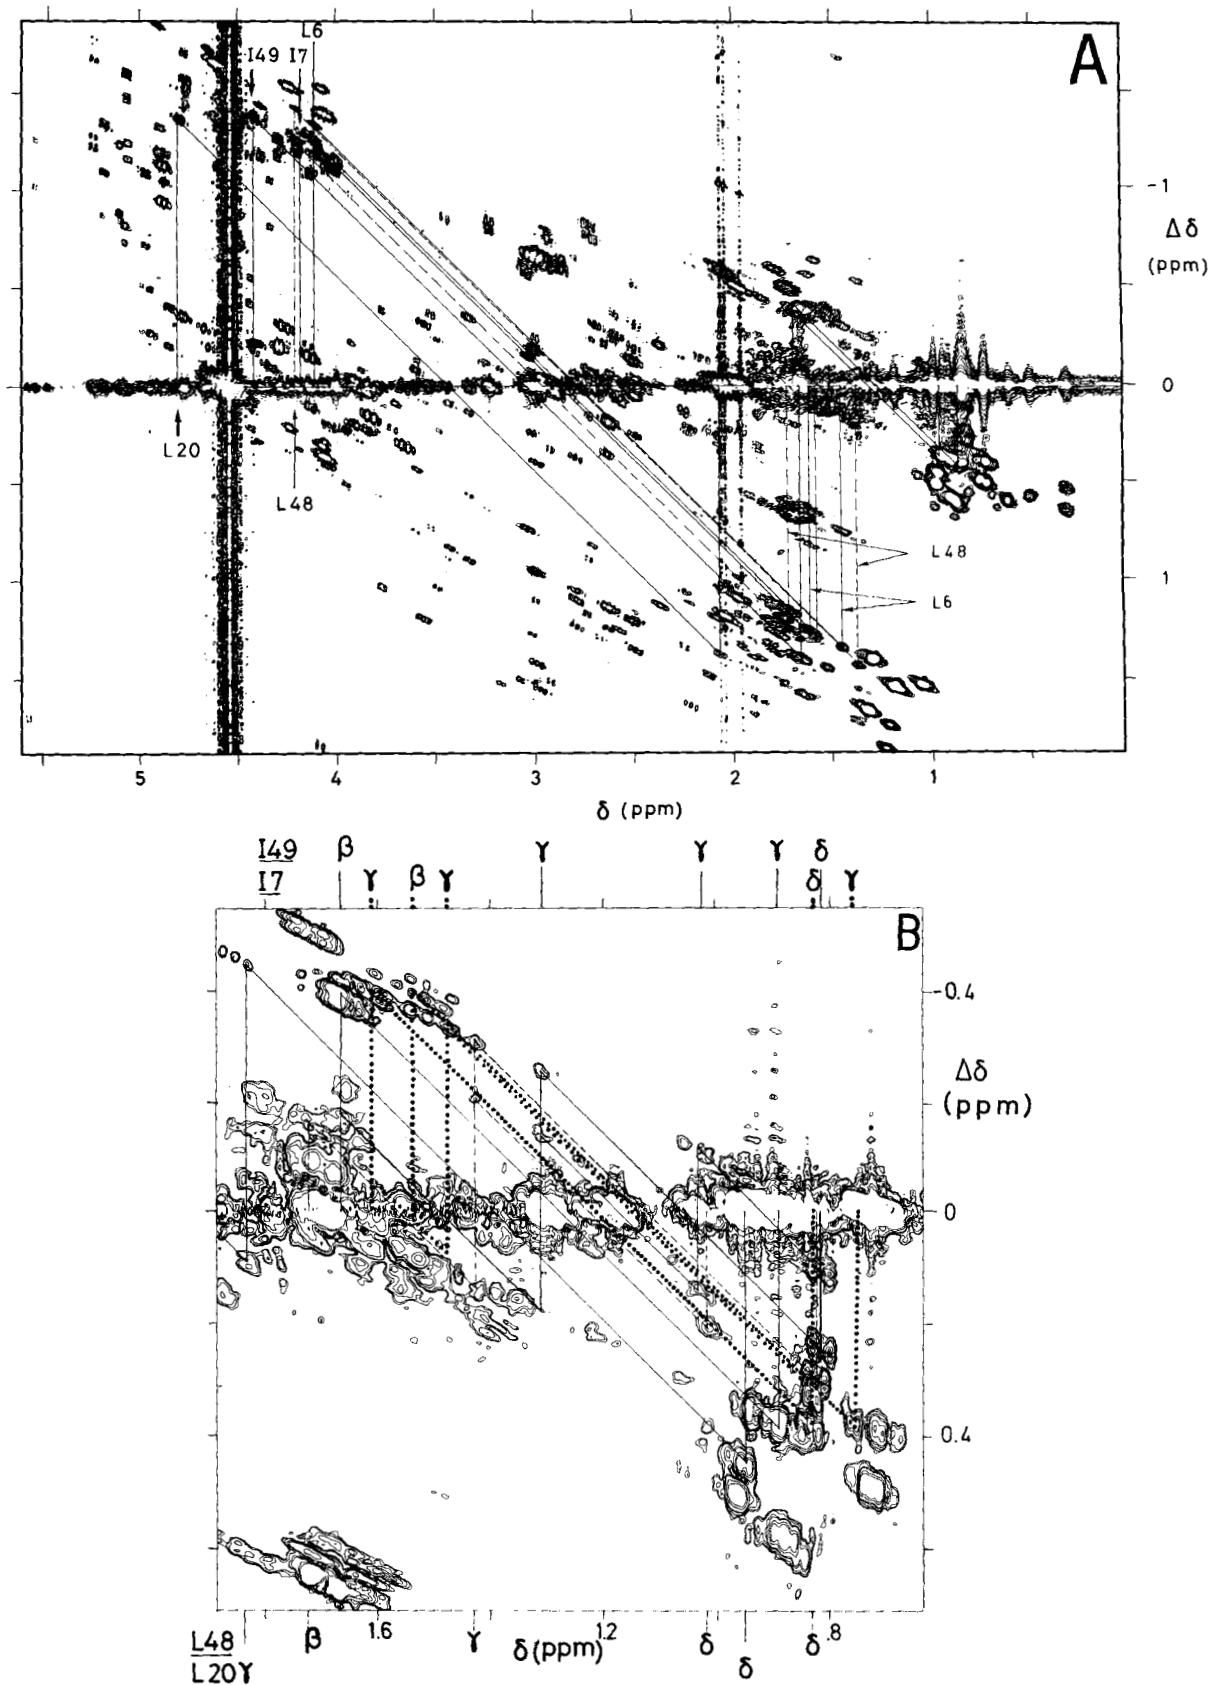 A
L6
I49 I7
-1
Δδ
(ppm)
0
L20
L48
1
L48
L6
5 4 3 2 1
δ (ppm)
I49 β γ γ γ δ
I7 γ β γ δ γ
B
-0.4
Δδ
(ppm)
0
0.4
L48 β 1.6 γ δ (ppm) 1.2 δ δ .8
L20 γ δ